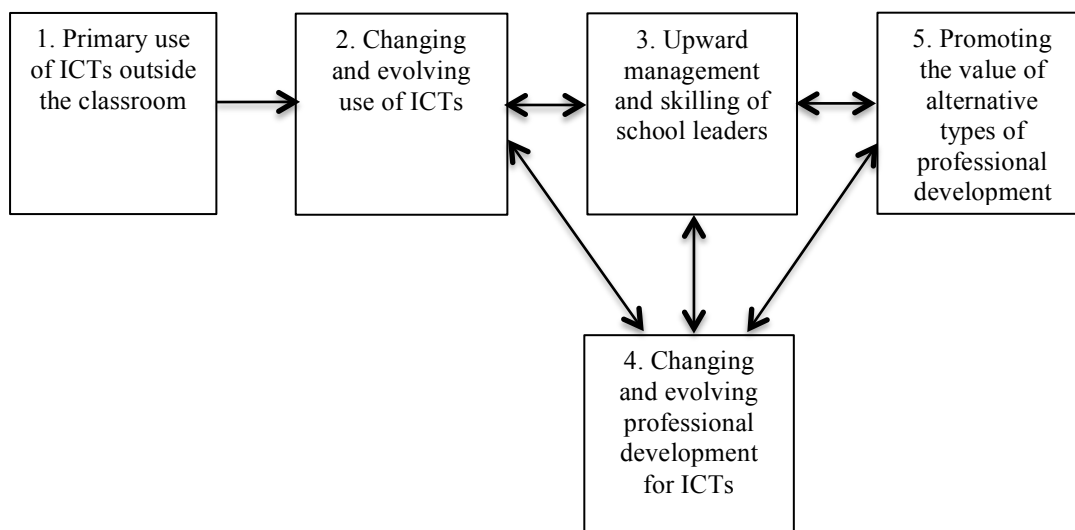 1. Primary use
of ICTs outside
the classroom
2. Changing
and evolving
use of ICTs
3. Upward
management
and skilling of
school leaders
5. Promoting
the value of
alternative
types of
professional
development
4. Changing
and evolving
professional
development
for ICTs